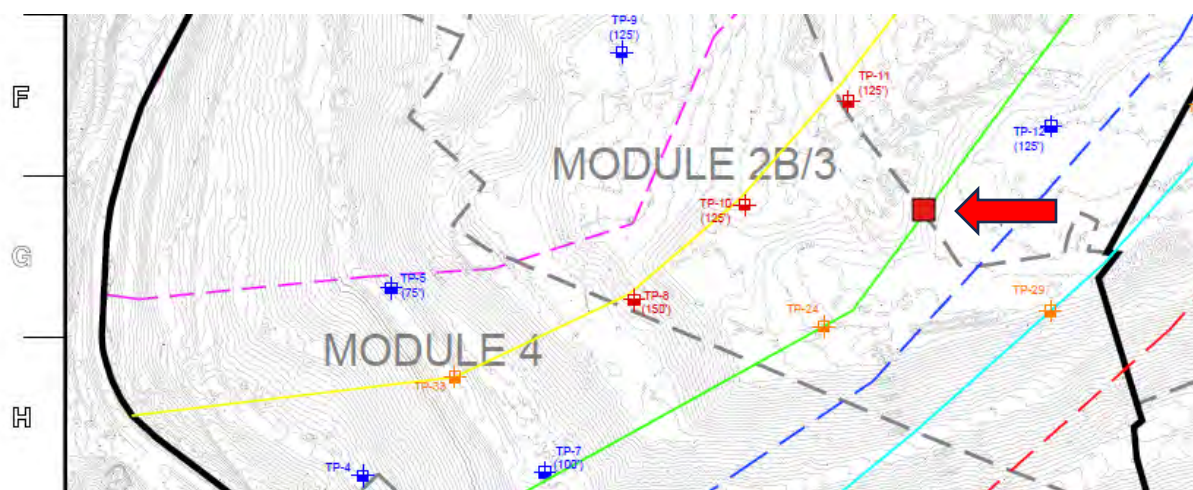 TP-9
(125')
F
TP-11
(125')
TP-12
(125')
MODULE 2B/3
TP-10
(125')
G
TP-5
(75')
TP-8
(150')
TP-24
TP-29
MODULE 4
TP-33
H
TP-4
TP-7
(100')